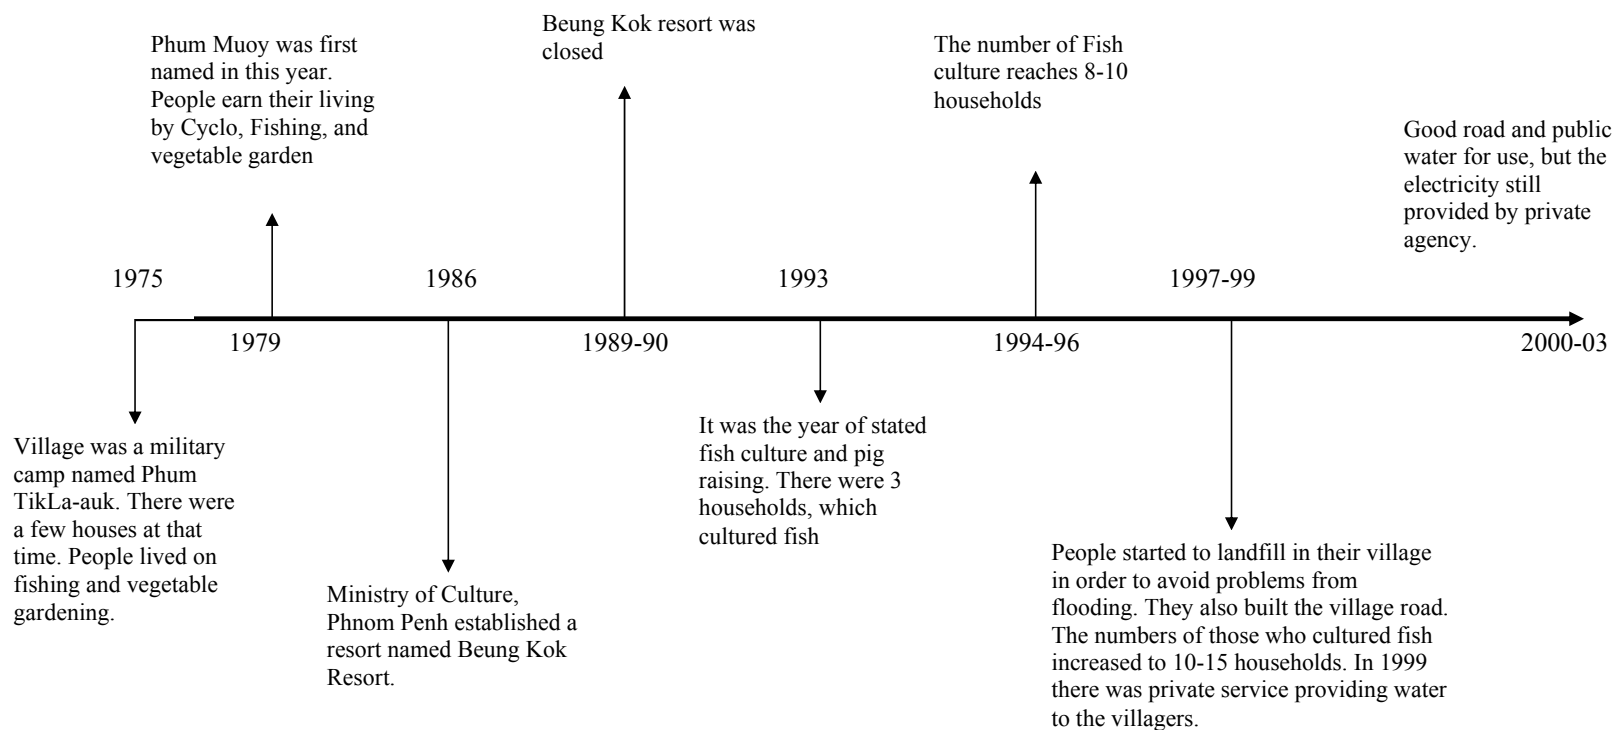 Phum Muoy was first
named in this year.
People earn their living
by Cyclo, Fishing, and
vegetable garden
Beung Kok resort was
closed
The number of Fish
culture reaches 8-10
households
Good road and public
water for use, but the
electricity still
provided by private
agency.
1975
1986
1993
1997-99
1979
1989-90
1994-96
2000-03
Village was a military
camp named Phum
TikLa-auk. There were
a few houses at that
time. People lived on
fishing and vegetable
gardening.
Ministry of Culture,
Phnom Penh established a
resort named Beung Kok
Resort.
It was the year of stated
fish culture and pig
raising. There were 3
households, which
cultured fish
People started to landfill in their village
in order to avoid problems from
flooding. They also built the village road.
The numbers of those who cultured fish
increased to 10-15 households. In 1999
there was private service providing water
to the villagers.